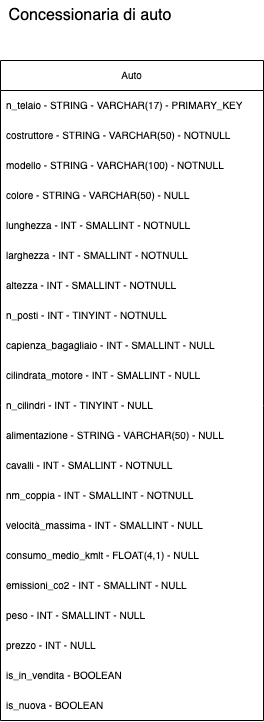 Concessionaria di auto
Auto
n_telaio - STRING - VARCHAR(17) - PRIMARY_KEY
costruttore - STRING - VARCHAR(50) - NOTNULL
modello - STRING - VARCHAR(100) - NOTNULL
colore - STRING - VARCHAR(50) - NULL
lunghezza - INT - SMALLINT - NOTNULL
larghezza - INT - SMALLINT - NOTNULL
altezza - INT - SMALLINT - NOTNULL
n_posti - INT - TINYINT - NOTNULL
capienza_bagagliaio - INT - SMALLINT - NULL
cilindrata_motore - INT - SMALLINT - NULL
n_cilindri - INT - TINYINT - NULL
alimentazione - STRING - VARCHAR(50) - NULL
cavalli - INT - SMALLINT - NOTNULL
nm_coppia - INT - SMALLINT - NOTNULL
velocità_massima - INT - SMALLINT - NULL
consumo_medio_kmlt - FLOAT(4,1) - NULL
emissioni_co2 - INT - SMALLINT - NULL
peso - INT - SMALLINT - NULL
prezzo - INT - NULL
is_in_vendita - BOOLEAN
is_nuova - BOOLEAN